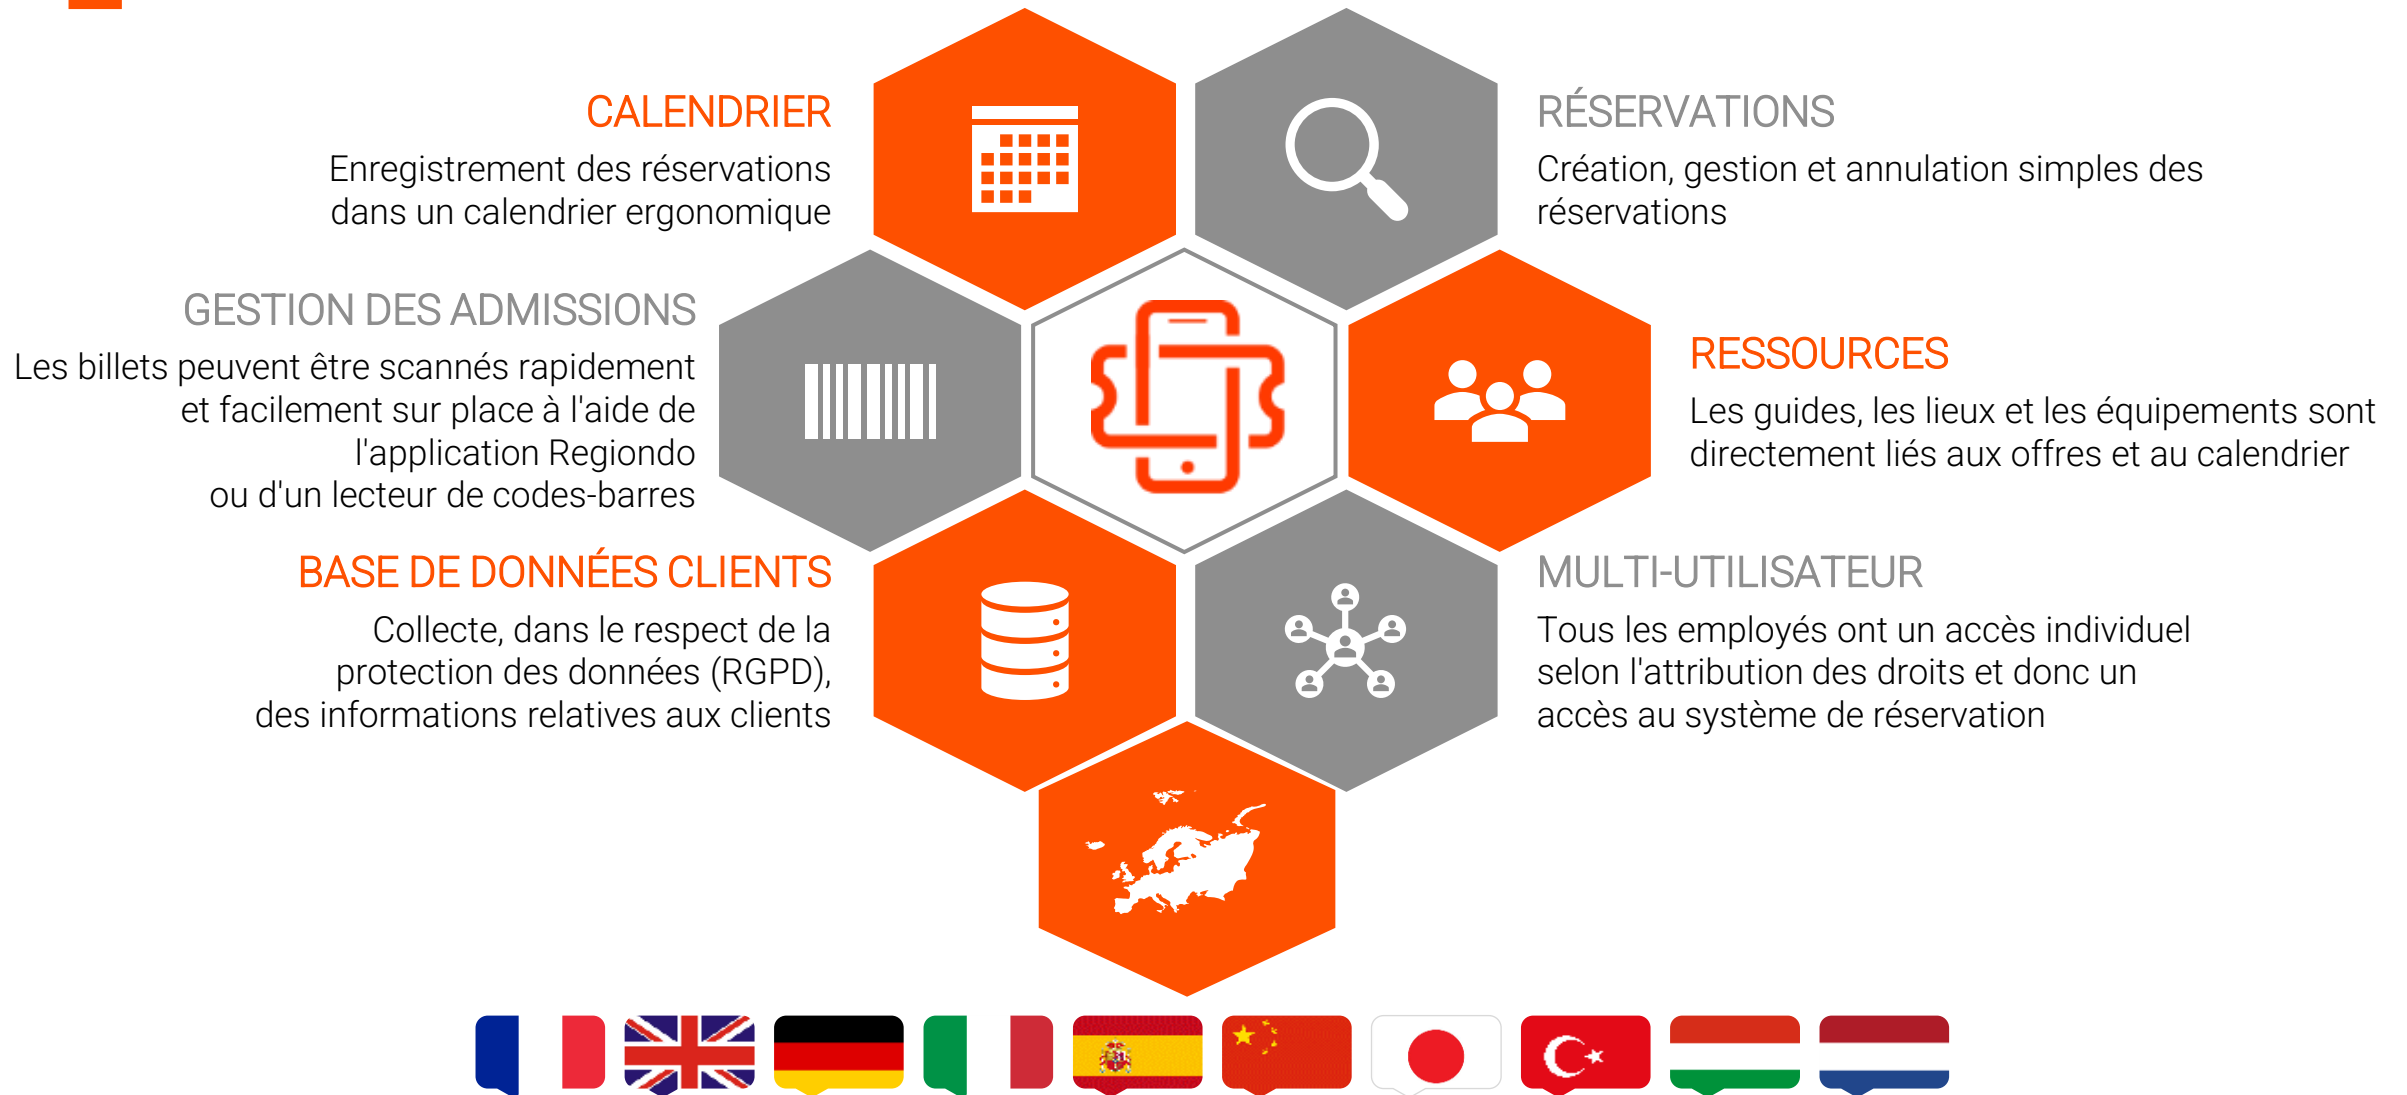 CALENDRIER
Enregistrement des réservations
dans un calendrier ergonomique
RÉSERVATIONS
Création, gestion et annulation simples des
réservations
GESTION DES ADMISSIONS
Les billets peuvent être scannés rapidement
et facilement sur place à l'aide de
l'application Regiondo
ou d'un lecteur de codes-barres
RESSOURCES
Les guides, les lieux et les équipements sont
directement liés aux offres et au calendrier
BASE DE DONNÉES CLIENTS
Collecte, dans le respect de la
protection des données (RGPD),
des informations relatives aux clients
MULTI-UTILISATEUR
Tous les employés ont un accès individuel
selon l'attribution des droits et donc un
accès au système de réservation